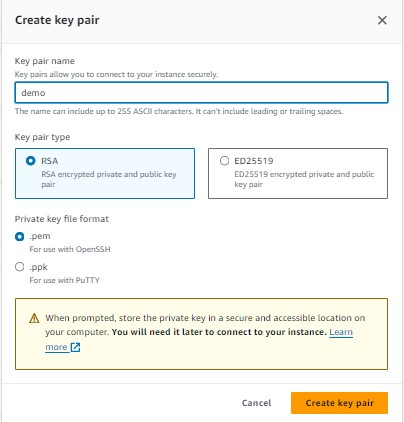 Create key pair
Key pair name
Key pairs allow you to connect to your instance securely.
demo
The name can include up to 255 ASCII characters. It can't include leading or trailing spaces.
Key pair type
RSA
RSA encrypted private and public key
pair
ED25519
ED25519 encrypted private and public
key pair
Private key file format
.pem
For use with OpenSSH
.ppk
For use with PuTTY
When prompted, store the private key in a secure and accessible location on
your computer. You will need it later to connect to your instance. Learn
more
Cancel
Create key pair